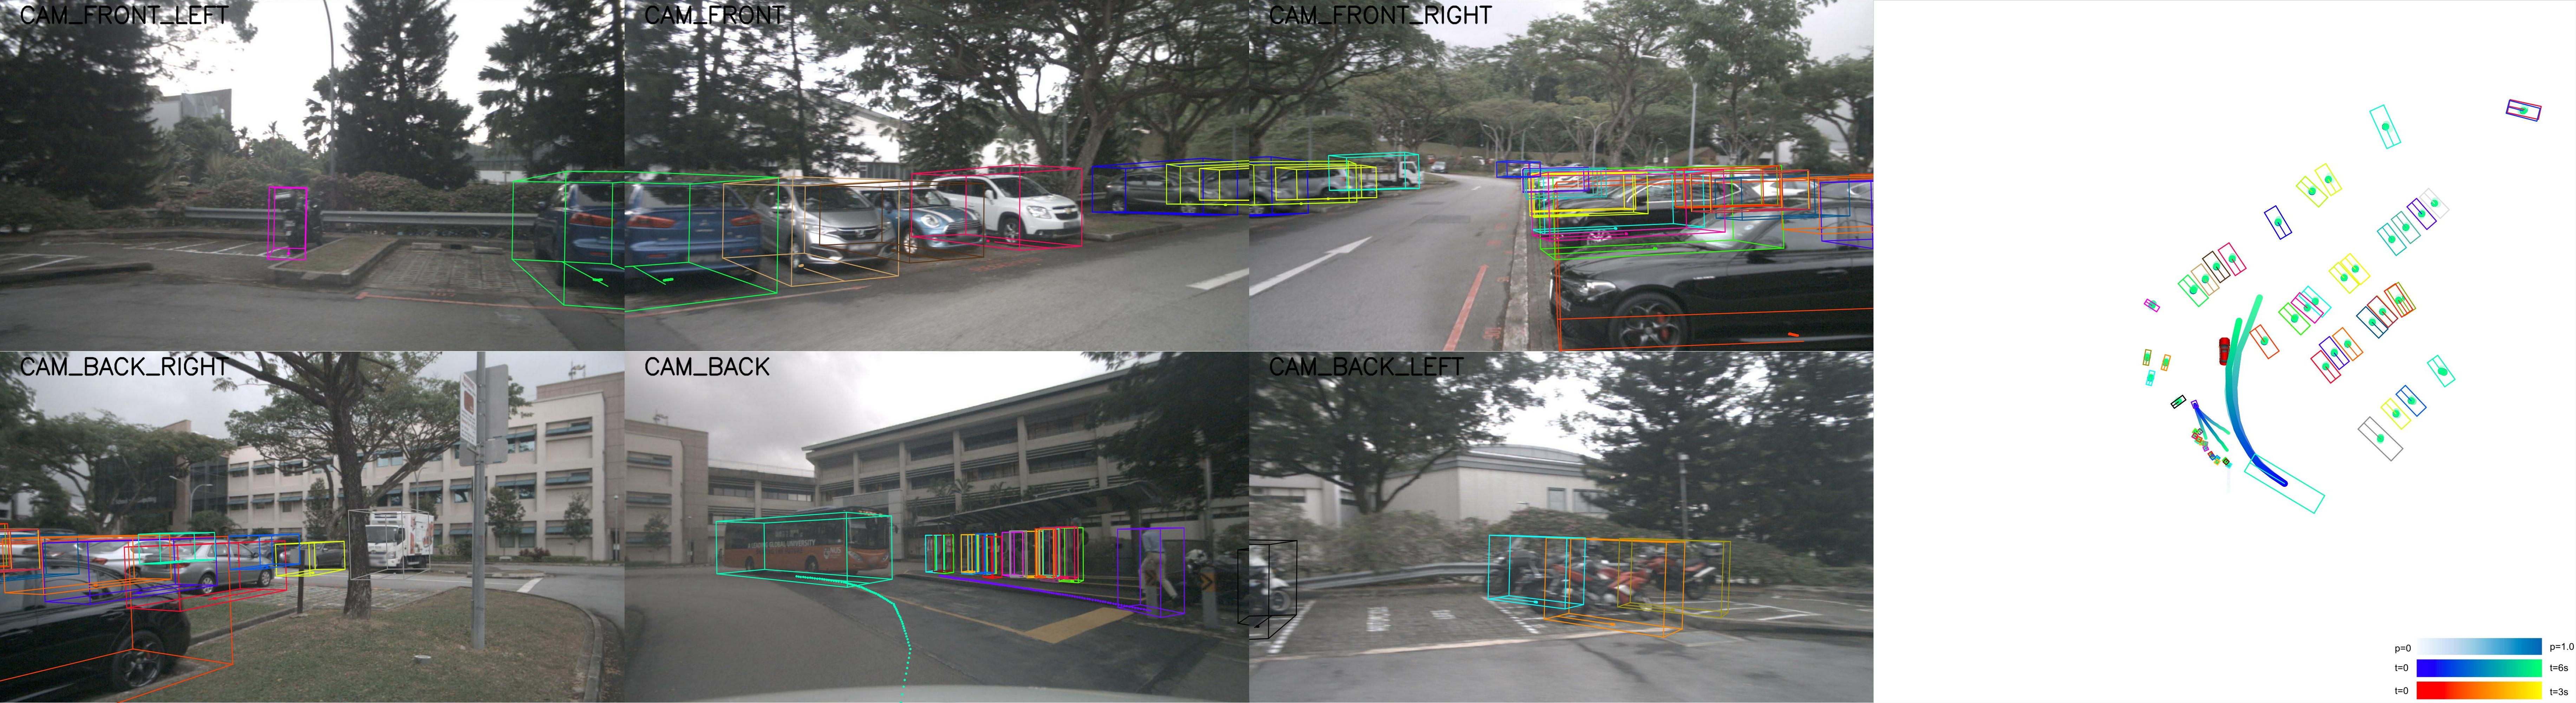 CAM_FRONT_LEFT
CAM_FRONT
CAM_FRONT_RIGHT
CAM_BACK_RIGHT
CAM_BACK
CAM_BACK_LEFT
p=0
p=1.0
t=0
t=6s
t=0
t=3s